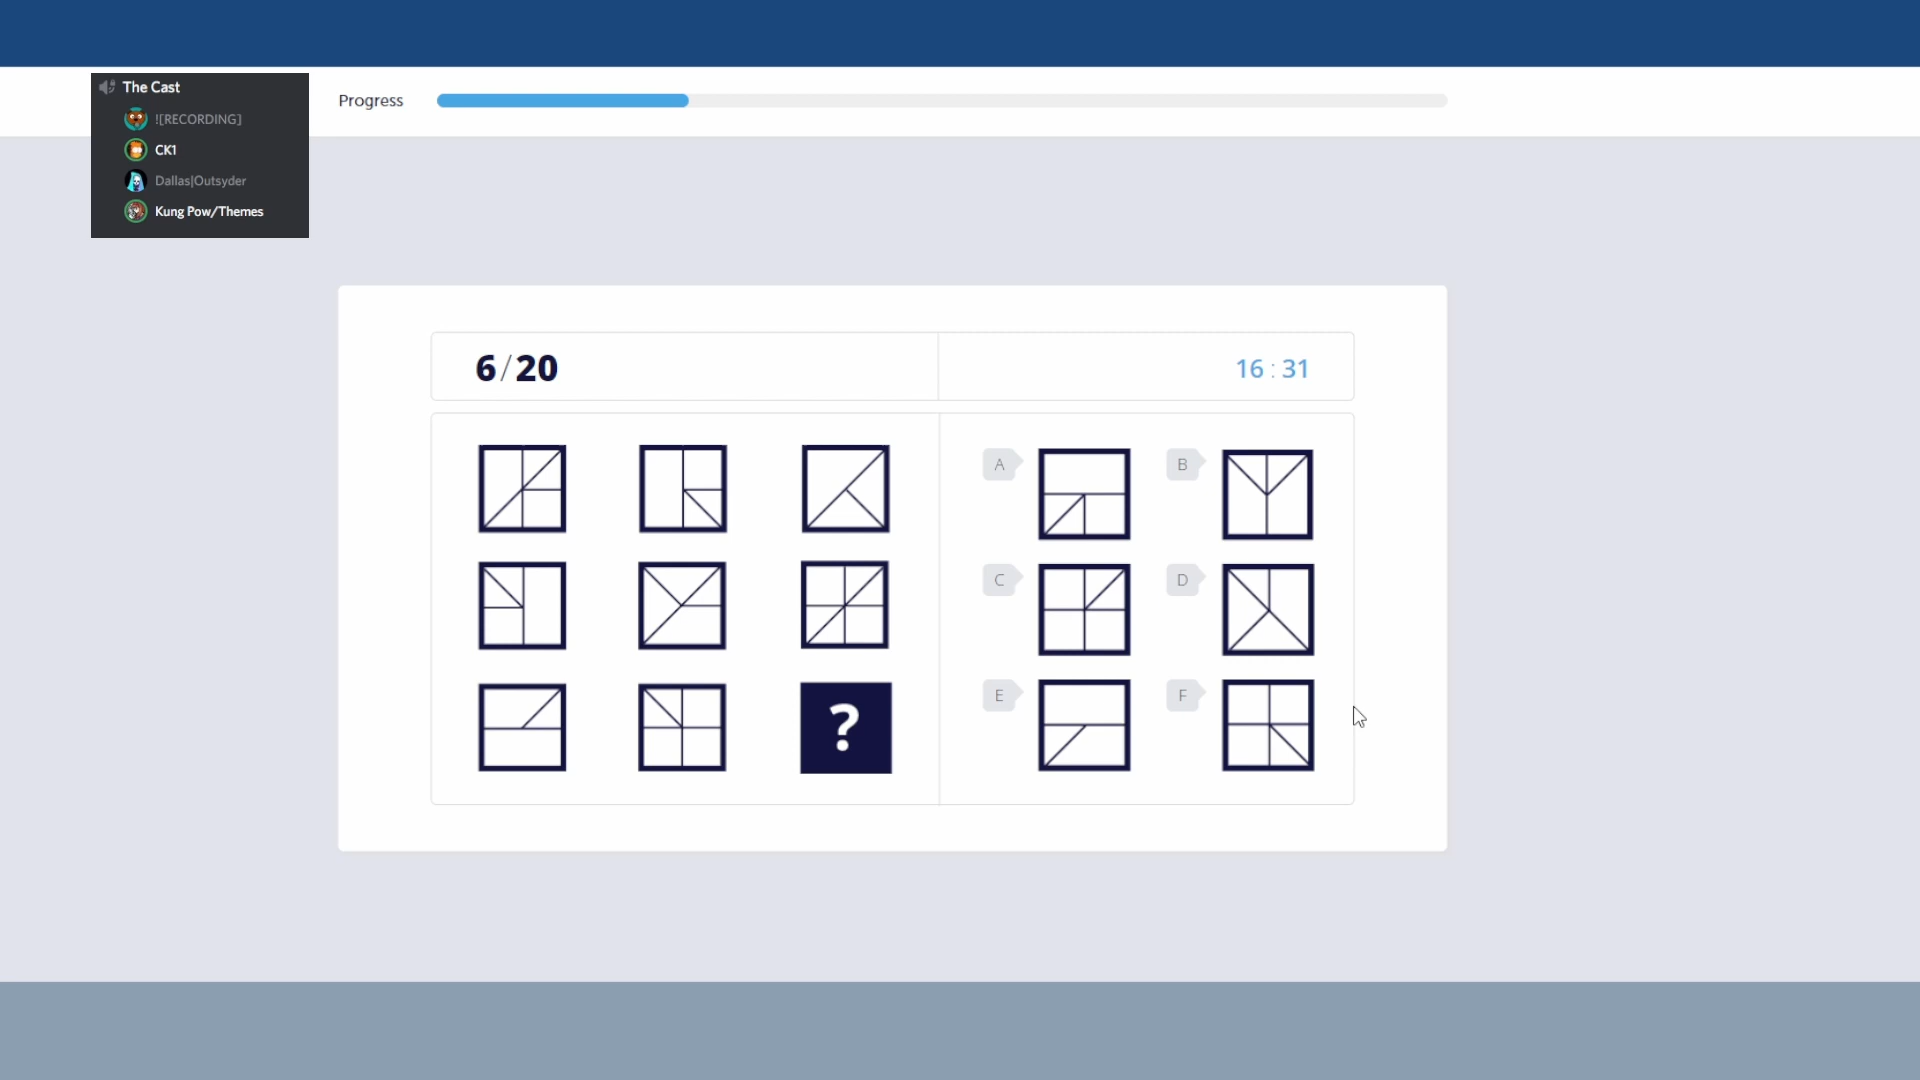 The Cast
![RECORDING]
CK1
Dallas|Outsyder
Kung Pow/Themes
Progress
6/20
16 : 31
?
A
B
C
D
E
F